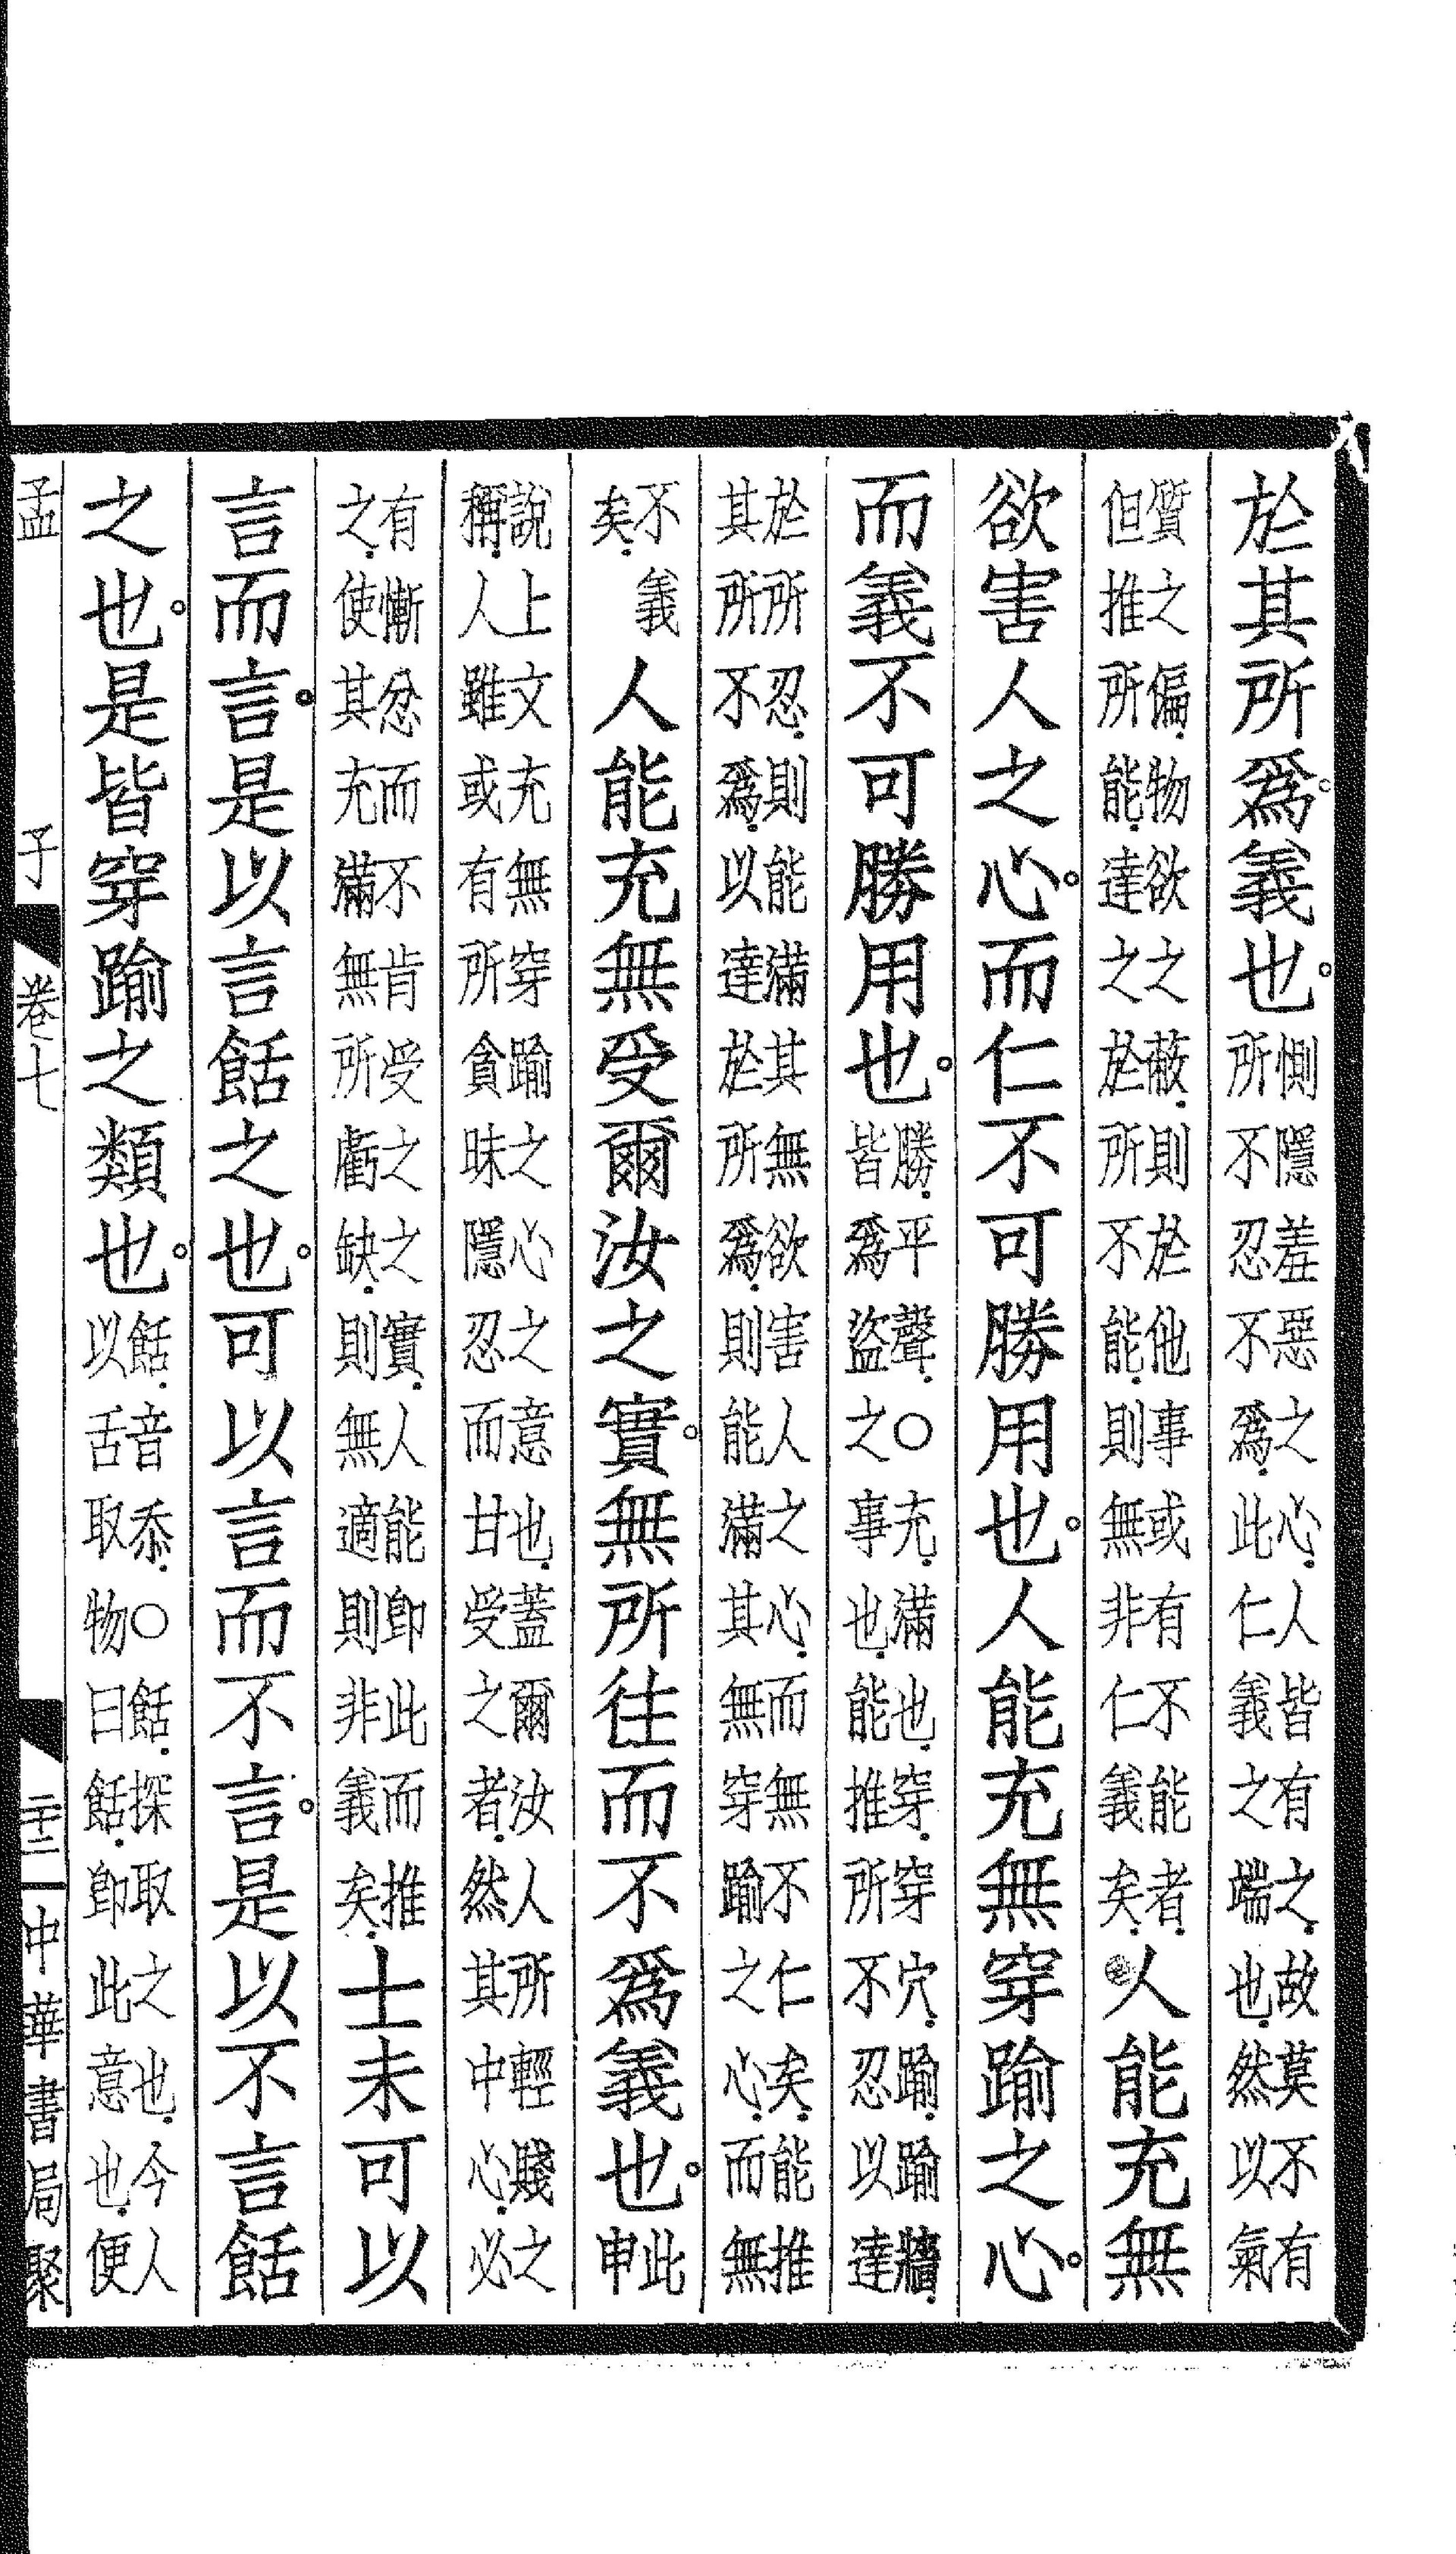 於其所爲義也。惻隱羞惡之心.人皆有之.故莫不有
所不忍不爲.此仁義之端也.然以氣
質之偏.物欲之蔽.則於他事或有不能者.
但推所能.達之於所不能.則無非仁義矣.人能充無
欲害人之心。而仁不可勝用也。人能充無穿踰之心。
而義不可勝用也。勝.平聲.○充.滿也.穿.穿穴.踰.踰牆.
皆爲盜之事也.能推所不忍以達
於所忍.則能滿其無欲害人之心.而無不仁矣.能推
其所不爲.以達於所爲.則能滿其無穿踰之心.而無
不義矣.人能充無受爾汝之實。無所往而不爲義也。此申
說上文充無穿踰之心之意也.蓋爾汝人所輕賤之
稱.人雖或有所貪昧隱忍而甘受之者.然其中心.必
有慚忿而不肯受之之實.人能卽此而推
之.使其充滿無所虧缺.則無適則非義矣.士未可以
言而言。是以言餂之也。可以言而不言。是以不言餂
之也。是皆穿踰之類也。餂.音忝.○餂.探取之也.今人
以舌取物曰餂.卽此意也.便
孟子 卷七 二十二 中華書局聚